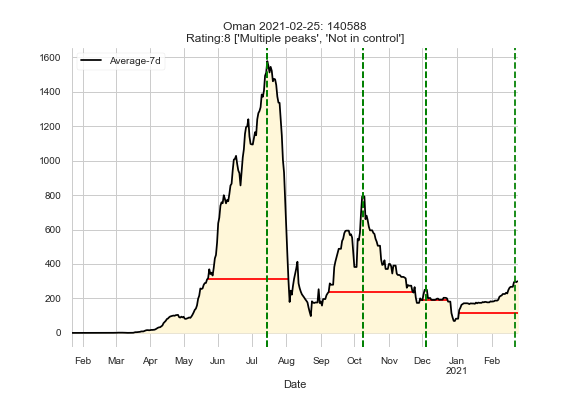 Oman 2021-02-25: 140588
Rating:8 ['Multiple peaks', 'Not in control']
Average-7d
1600
1400
1200
1000
800
600
400
200
0
Feb Mar Apr May Jun Jul Aug Sep Oct Nov Dec Jan Feb
2021
Date